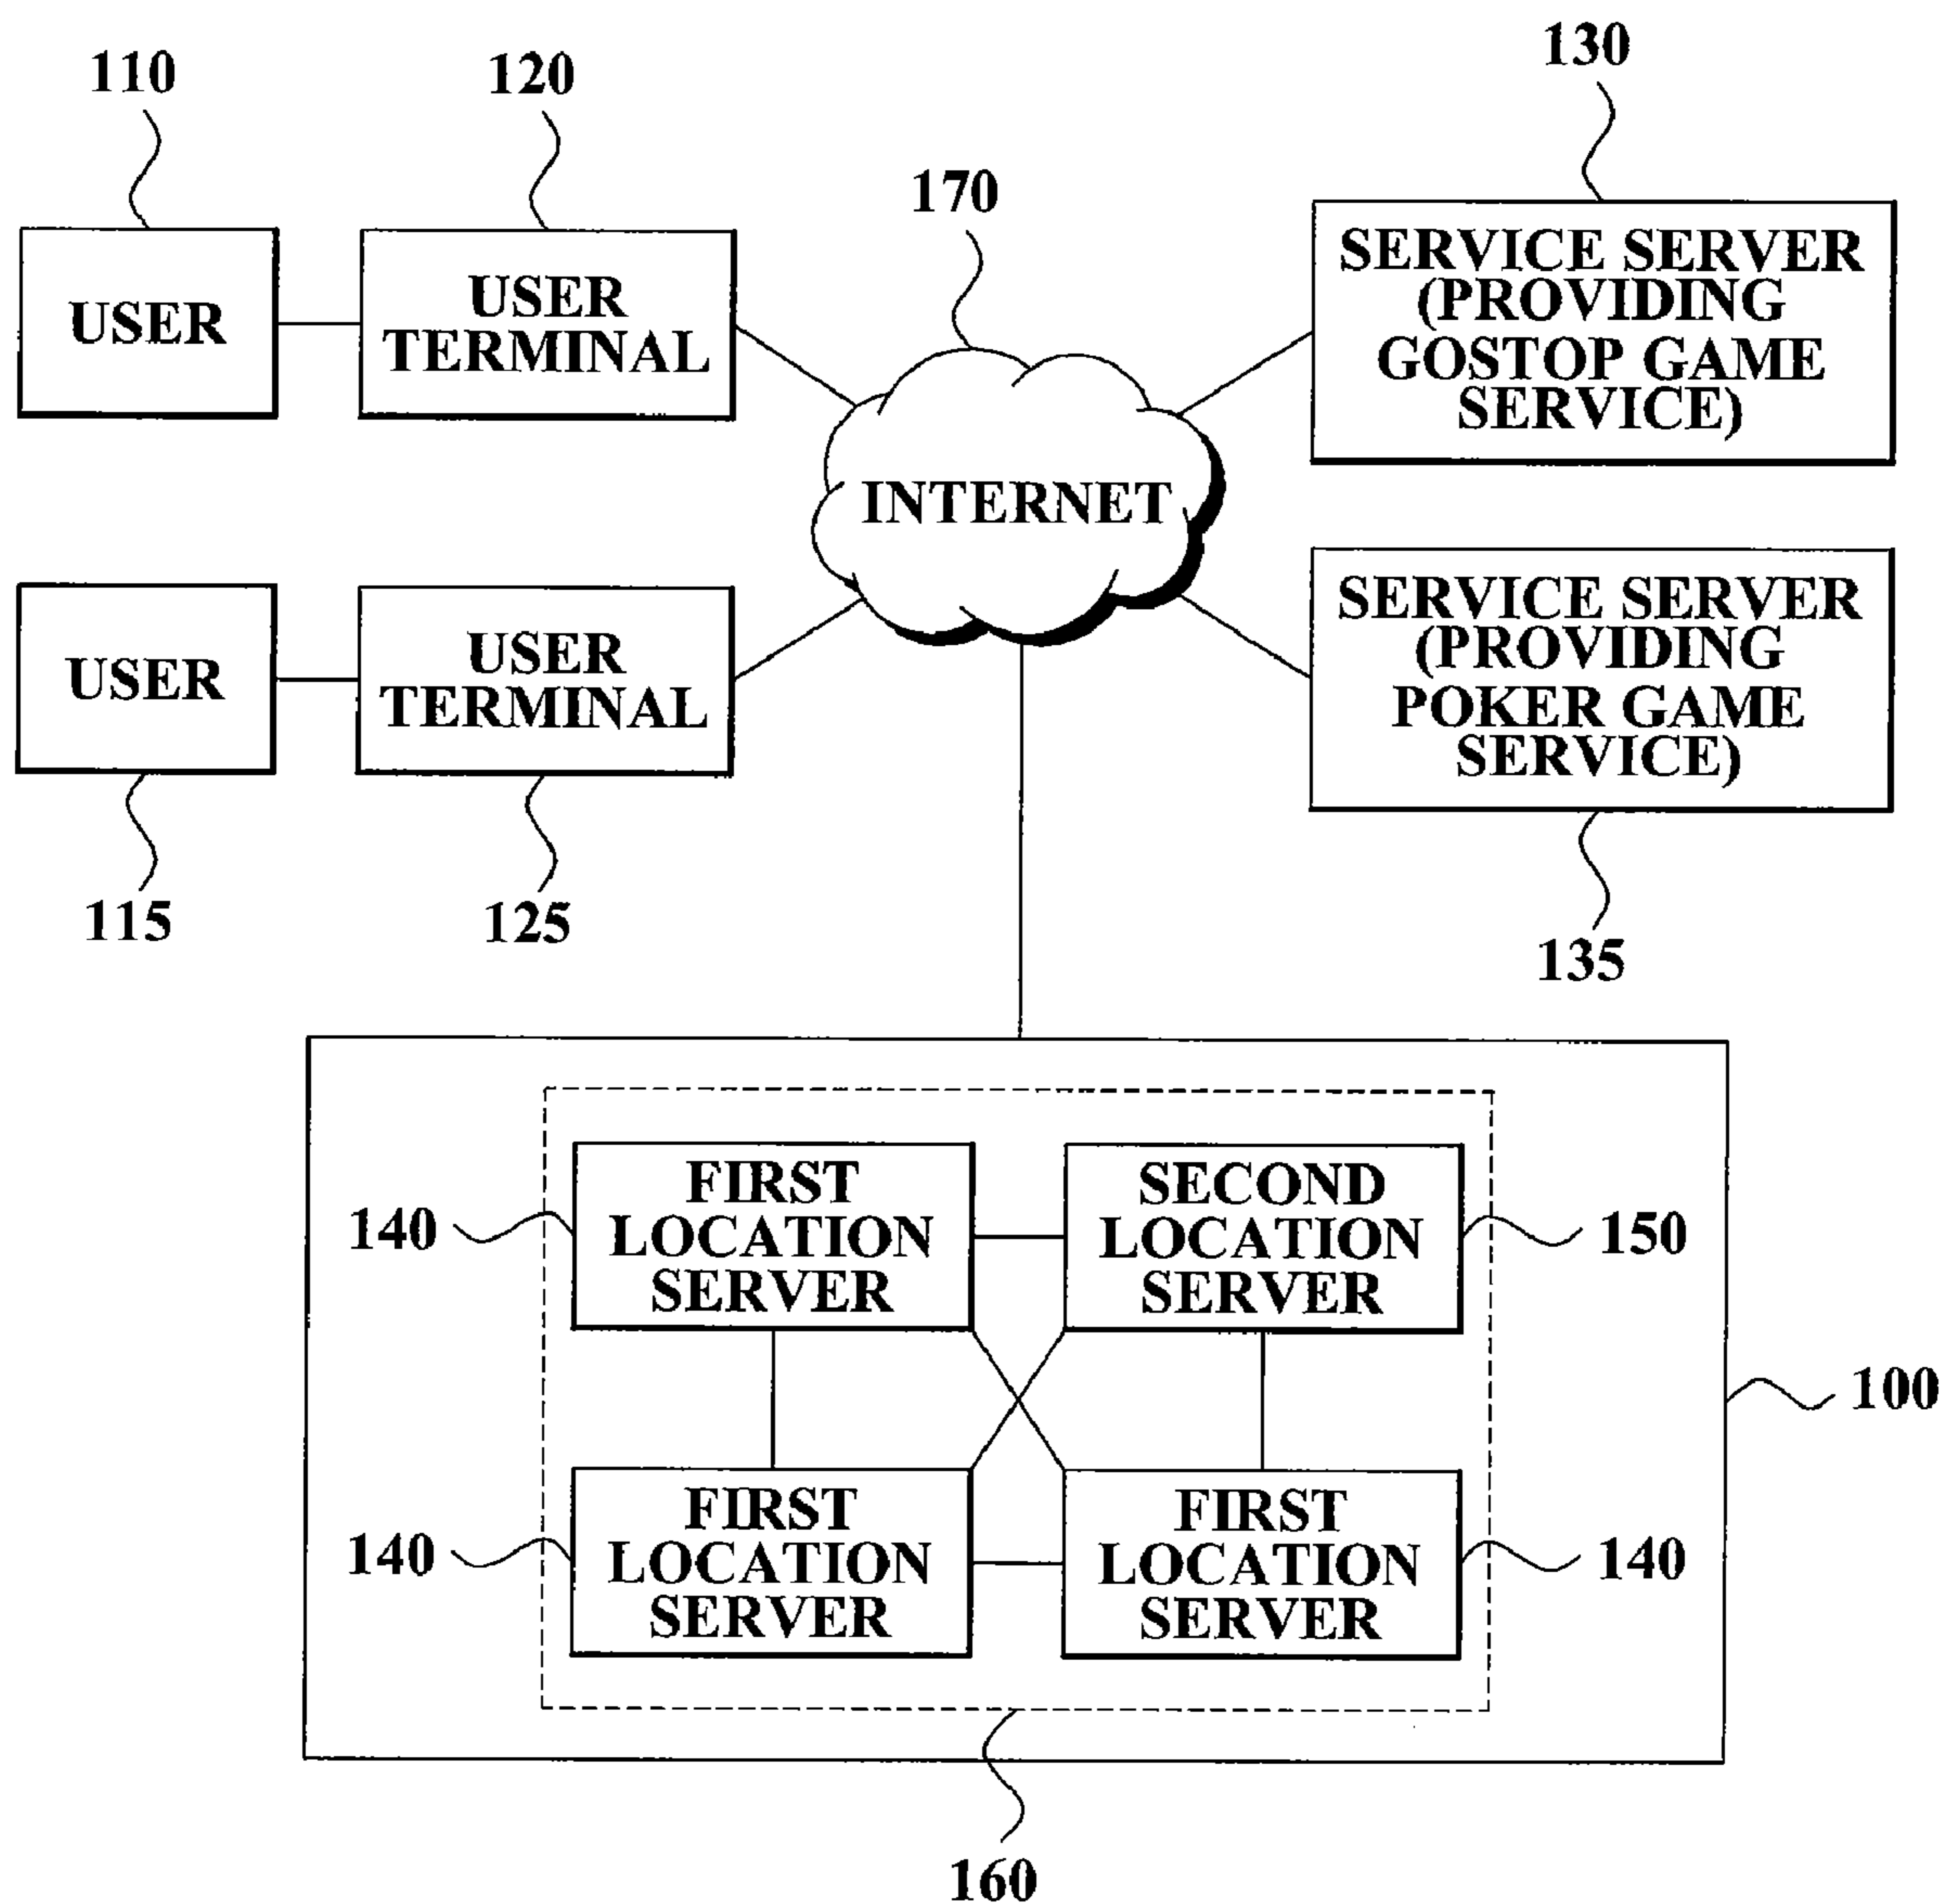 110
120
130
170
USER
USER
TERMINAL
SERVICE SERVER
(PROVIDING
GOSTOP GAME
SERVICE)
INTERNET
USER
USER
TERMINAL
SERVICE SERVER
(PROVIDING
POKER GAME
SERVICE)
115
125
135
140
FIRST
LOCATION
SERVER
SECOND
LOCATION
SERVER
150
100
140
FIRST
LOCATION
SERVER
FIRST
LOCATION
SERVER
140
160